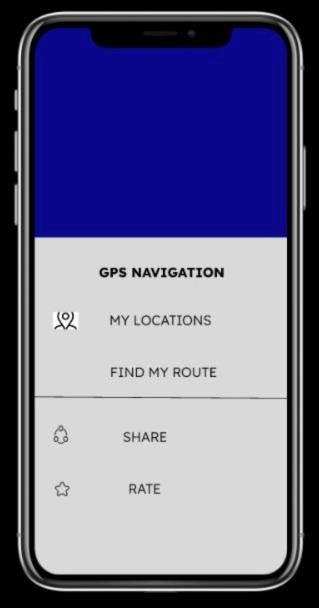 GPS NAVIGATION
MY LOCATIONS
FIND MY ROUTE
SHARE
RATE